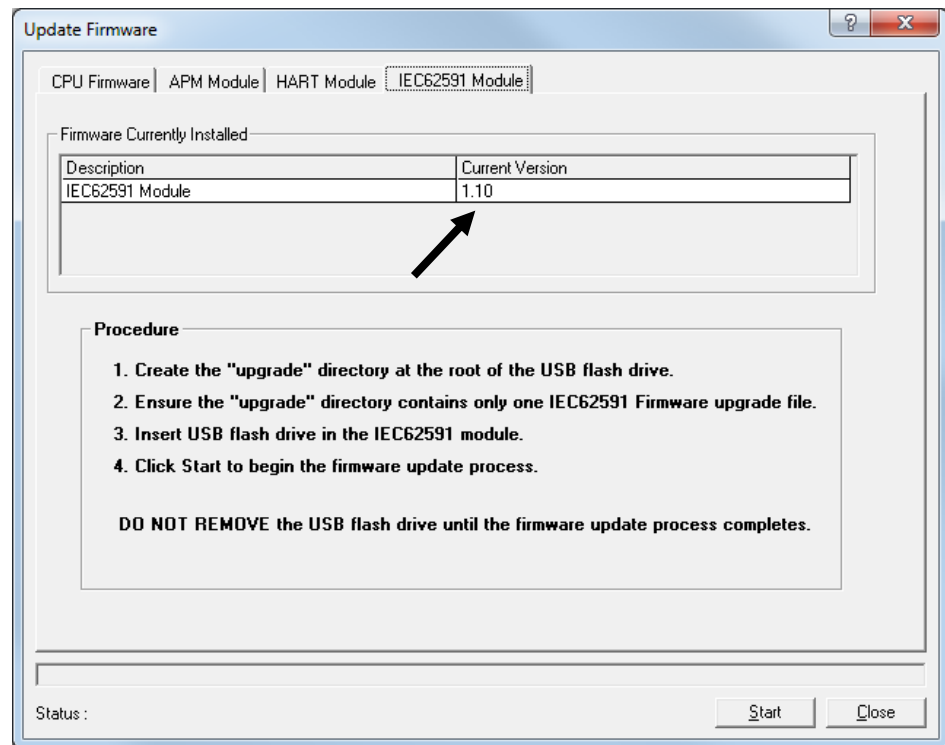 Update Firmware
CPU Firmware APM Module HART Module IEC62591 Module
Firmware Currently Installed
Description Current Version
IEC62591 Module 1.10
Procedure
1. Create the "upgrade" directory at the root of the USB flash drive.
2. Ensure the "upgrade" directory contains only one IEC62591 Firmware upgrade file.
3. Insert USB flash drive in the IEC62591 module.
4. Click Start to begin the firmware update process.
DO NOT REMOVE the USB flash drive until the firmware update process completes.
Status : Start Close